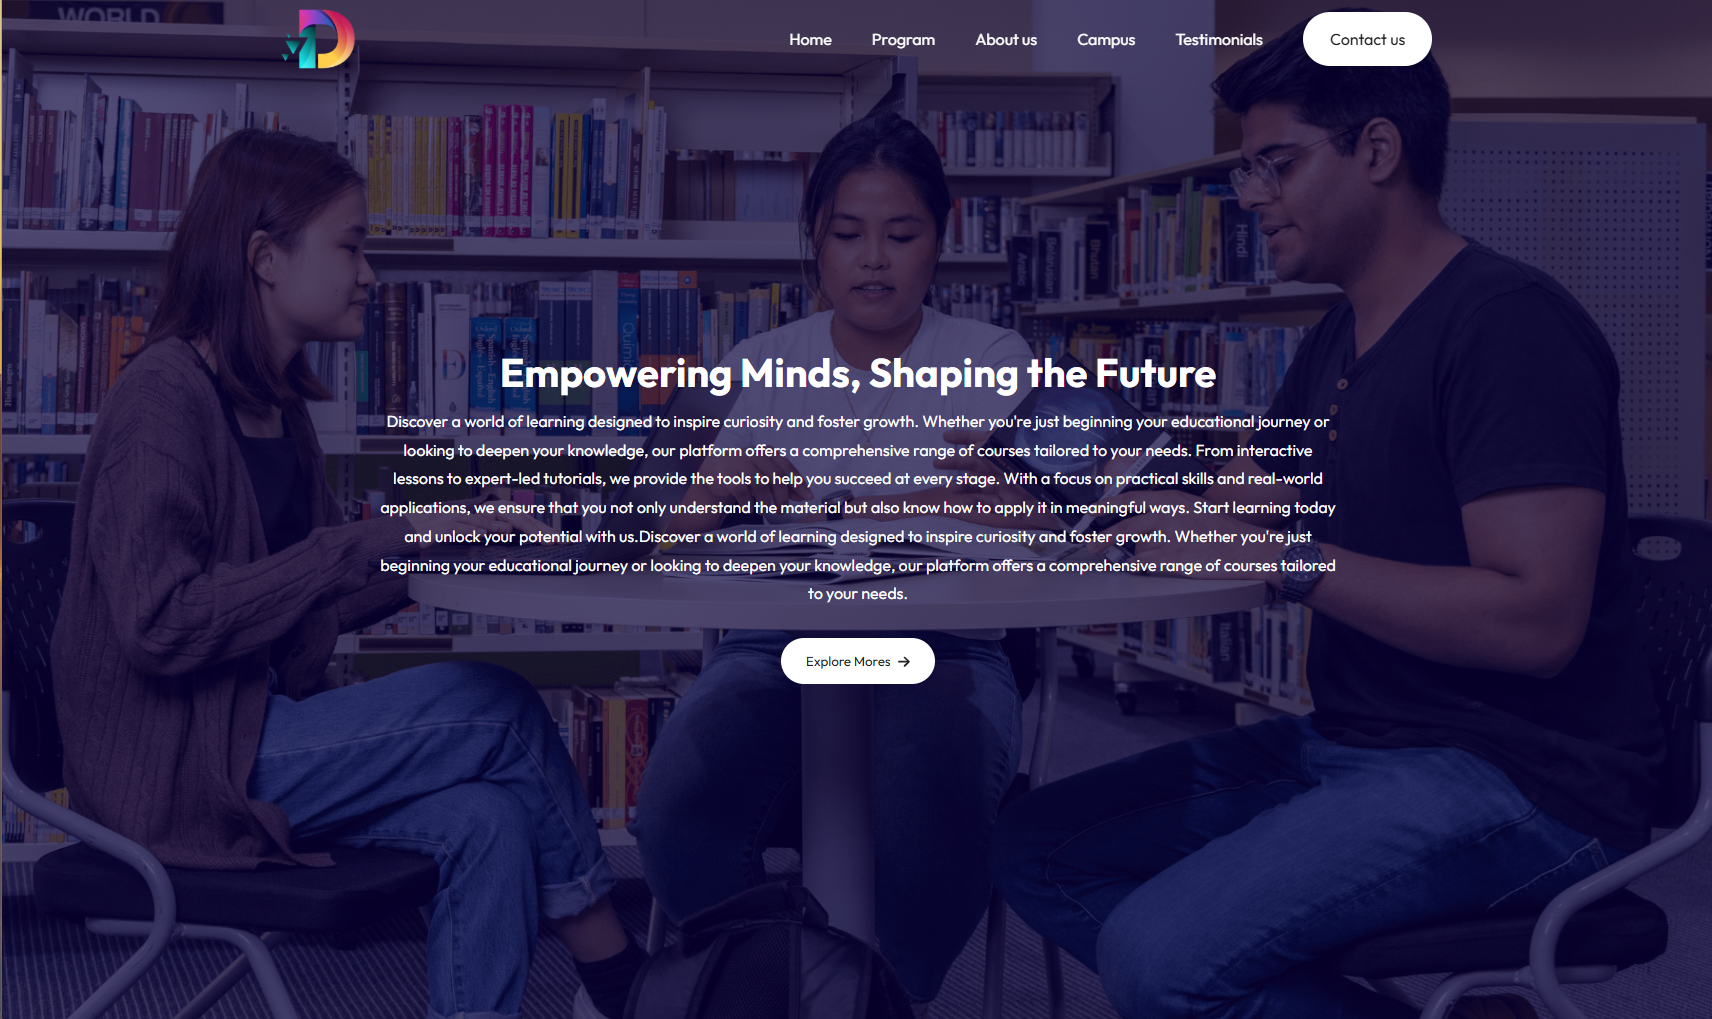 WORLD
Home Program About us Campus Testimonials Contact us
Hindi
Bhutan
Belarusian
Arabic
Empowering Minds, Shaping the Future
Discover a world of learning designed to inspire curiosity and foster growth. Whether you're just beginning your educational journey or
looking to deepen your knowledge, our platform offers a comprehensive range of courses tailored to your needs. From interactive
lessons to expert-led tutorials, we provide the tools to help you succeed at every stage. With a focus on practical skills and real-world
applications, we ensure that you not only understand the material but also know how to apply it in meaningful ways. Start learning today
and unlock your potential with us.Discover a world of learning designed to inspire curiosity and foster growth. Whether you're just
beginning your educational journey or looking to deepen your knowledge, our platform offers a comprehensive range of courses tailored
to your needs.
Explore Mores
Italian